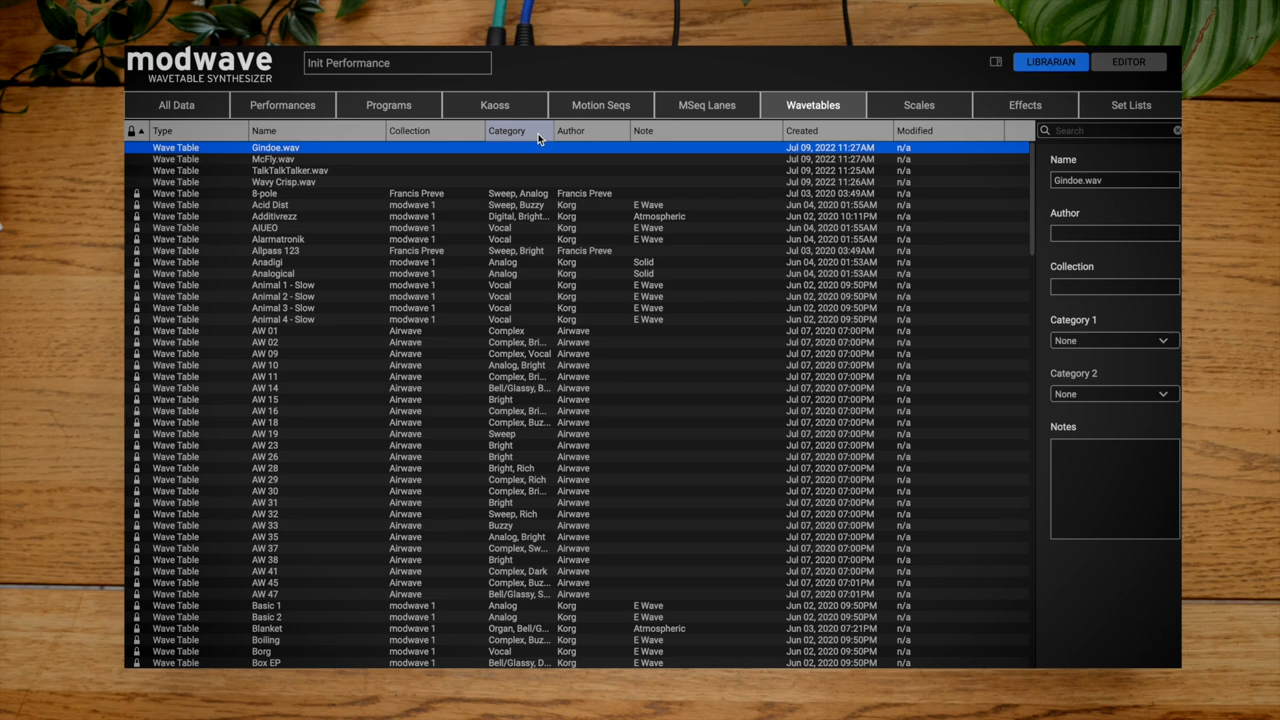 modwave
WAVETABLE SYNTHESIZER
Init Performance
LIBRARIAN EDITOR
All Data Performances Programs Kaoss Motion Seqs MSeq Lanes Wavetables Scales Effects Set Lists
Type Name Collection Category Author Note Created Modified Search
Wave Table Gindoe.wav Jul 09, 2022 11:27AM n/a
Wave Table McFly.wav Jul 09, 2022 11:27AM n/a
Wave Table TalkTalkTalker.wav Jul 09, 2022 11:25AM n/a
Wave Table Wavy Crisp.wav Jul 09, 2022 11:26AM n/a
Wave Table 8-pole Francis Preve Sweep, Analog Francis Preve Jul 03, 2020 03:49AM n/a
Wave Table Acid Dist modwave 1 Sweep, Buzzy Korg E Wave Jun 04, 2020 01:55AM n/a
Wave Table Additivrezz modwave 1 Digital, Bright... Korg Atmospheric Jun 02, 2020 10:11PM n/a
Wave Table AIUEO modwave 1 Vocal Korg E Wave Jun 04, 2020 01:55AM n/a
Wave Table Alarmatronik modwave 1 Vocal Korg E Wave Jun 04, 2020 01:55AM n/a
Wave Table Allpass 123 Francis Preve Sweep, Bright Francis Preve Jul 03, 2020 03:49AM n/a
Wave Table Anadigi modwave 1 Analog Korg Solid Jun 04, 2020 01:53AM n/a
Wave Table Analogical modwave 1 Analog Korg Solid Jun 04, 2020 01:53AM n/a
Wave Table Animal 1 - Slow modwave 1 Vocal Korg E Wave Jun 02, 2020 09:50PM n/a
Wave Table Animal 2 - Slow modwave 1 Vocal Korg E Wave Jun 02, 2020 09:50PM n/a
Wave Table Animal 3 - Slow modwave 1 Vocal Korg E Wave Jun 02, 2020 09:50PM n/a
Wave Table Animal 4 - Slow modwave 1 Vocal Korg E Wave Jun 02, 2020 09:50PM n/a
Wave Table AW 01 Airwave Complex Airwave Jul 07, 2020 07:00PM n/a
Wave Table AW 02 Airwave Complex, Bri... Airwave Jul 07, 2020 07:00PM n/a
Wave Table AW 09 Airwave Complex, Vocal Airwave Jul 07, 2020 07:00PM n/a
Wave Table AW 10 Airwave Analog, Bright Airwave Jul 07, 2020 07:00PM n/a
Wave Table AW 11 Airwave Complex, Bri... Airwave Jul 07, 2020 07:00PM n/a
Wave Table AW 14 Airwave Bell/Glassy, B... Airwave Jul 07, 2020 07:00PM n/a
Wave Table AW 15 Airwave Bright Airwave Jul 07, 2020 07:00PM n/a
Wave Table AW 16 Airwave Complex, Bri... Airwave Jul 07, 2020 07:00PM n/a
Wave Table AW 18 Airwave Complex, Buz... Airwave Jul 07, 2020 07:00PM n/a
Wave Table AW 19 Airwave Sweep Airwave Jul 07, 2020 07:00PM n/a
Wave Table AW 23 Airwave Bright Airwave Jul 07, 2020 07:00PM n/a
Wave Table AW 26 Airwave Bright Airwave Jul 07, 2020 07:00PM n/a
Wave Table AW 28 Airwave Bright, Rich Airwave Jul 07, 2020 07:00PM n/a
Wave Table AW 29 Airwave Complex, Rich Airwave Jul 07, 2020 07:00PM n/a
Wave Table AW 30 Airwave Complex, Bri... Airwave Jul 07, 2020 07:00PM n/a
Wave Table AW 31 Airwave Bright Airwave Jul 07, 2020 07:00PM n/a
Wave Table AW 32 Airwave Sweep, Rich Airwave Jul 07, 2020 07:00PM n/a
Wave Table AW 33 Airwave Buzzy Airwave Jul 07, 2020 07:00PM n/a
Wave Table AW 35 Airwave Analog, Bright Airwave Jul 07, 2020 07:00PM n/a
Wave Table AW 37 Airwave Complex, Sw... Airwave Jul 07, 2020 07:00PM n/a
Wave Table AW 38 Airwave Bright Airwave Jul 07, 2020 07:00PM n/a
Wave Table AW 41 Airwave Complex, Dark Airwave Jul 07, 2020 07:00PM n/a
Wave Table AW 45 Airwave Complex, Buz... Airwave Jul 07, 2020 07:01PM n/a
Wave Table AW 47 Airwave Bell/Glassy, S... Airwave Jul 07, 2020 07:01PM n/a
Wave Table Basic 1 modwave 1 Analog Korg E Wave Jun 02, 2020 09:50PM n/a
Wave Table Basic 2 modwave 1 Analog Korg E Wave Jun 02, 2020 09:50PM n/a
Wave Table Blanket modwave 1 Organ, Bell/G... Korg Atmospheric Jun 03, 2020 07:21PM n/a
Wave Table Boiling modwave 1 Complex, Buz... Korg E Wave Jun 02, 2020 09:50PM n/a
Wave Table Borg modwave 1 Vocal Korg E Wave Jun 02, 2020 09:50PM n/a
Wave Table Box EP modwave 1 Bell/Glassy, D... Korg E Wave Jun 02, 2020 09:50PM n/a
Name
Gindoe.wav
Author
Collection
Category 1
None
Category 2
None
Notes